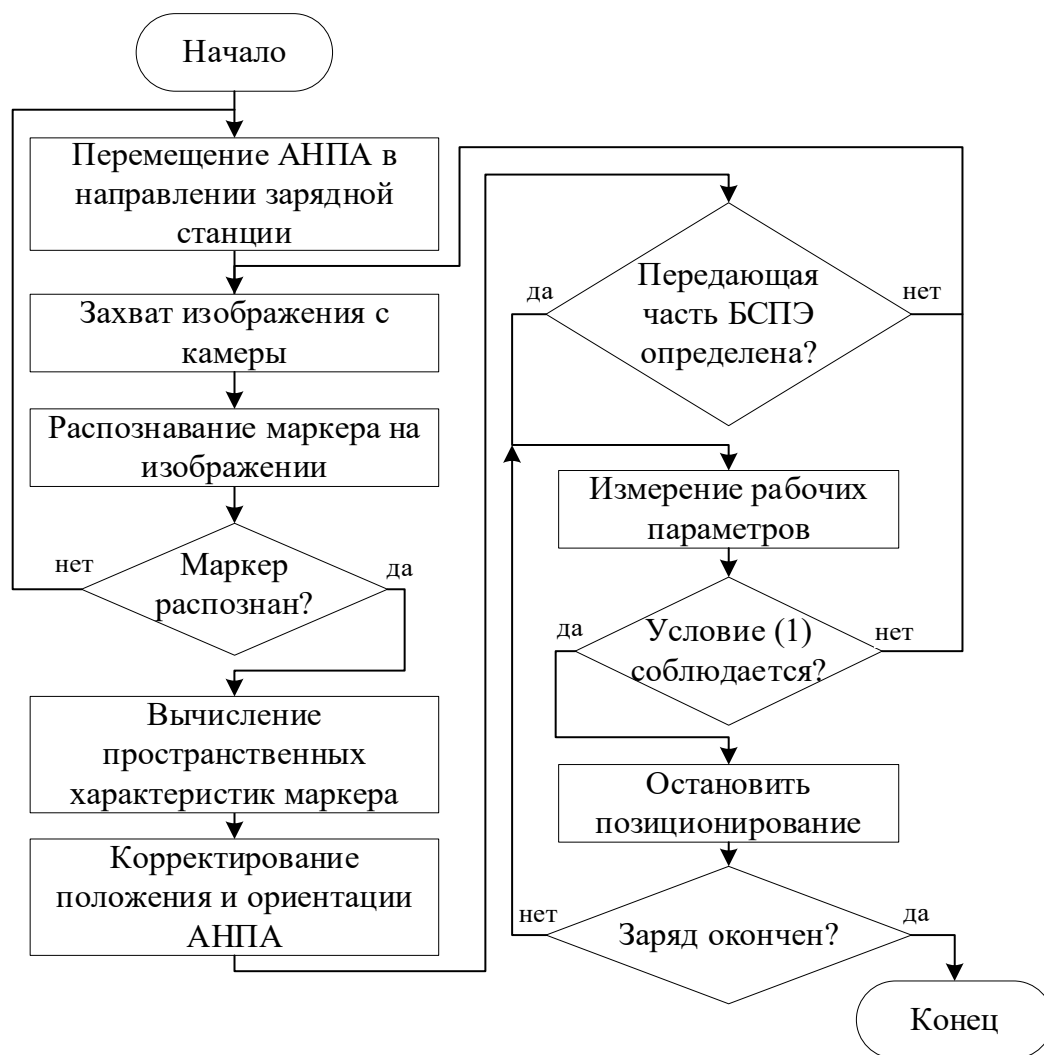 Начало
Перемещение АНПА в
направлении зарядной
станции
Захват изображения с
камеры
Распознавание маркера на
изображении
нет
Маркер
распознан?
да
Вычисление
пространственных
характеристик маркера
Корректирование
положения и ориентации
АНПА
да
Передающая
часть БСПЭ
определена?
нет
Измерение рабочих
параметров
да
Условие (1)
соблюдается?
нет
Остановить
позиционирование
нет
Заряд окончен?
да
Конец